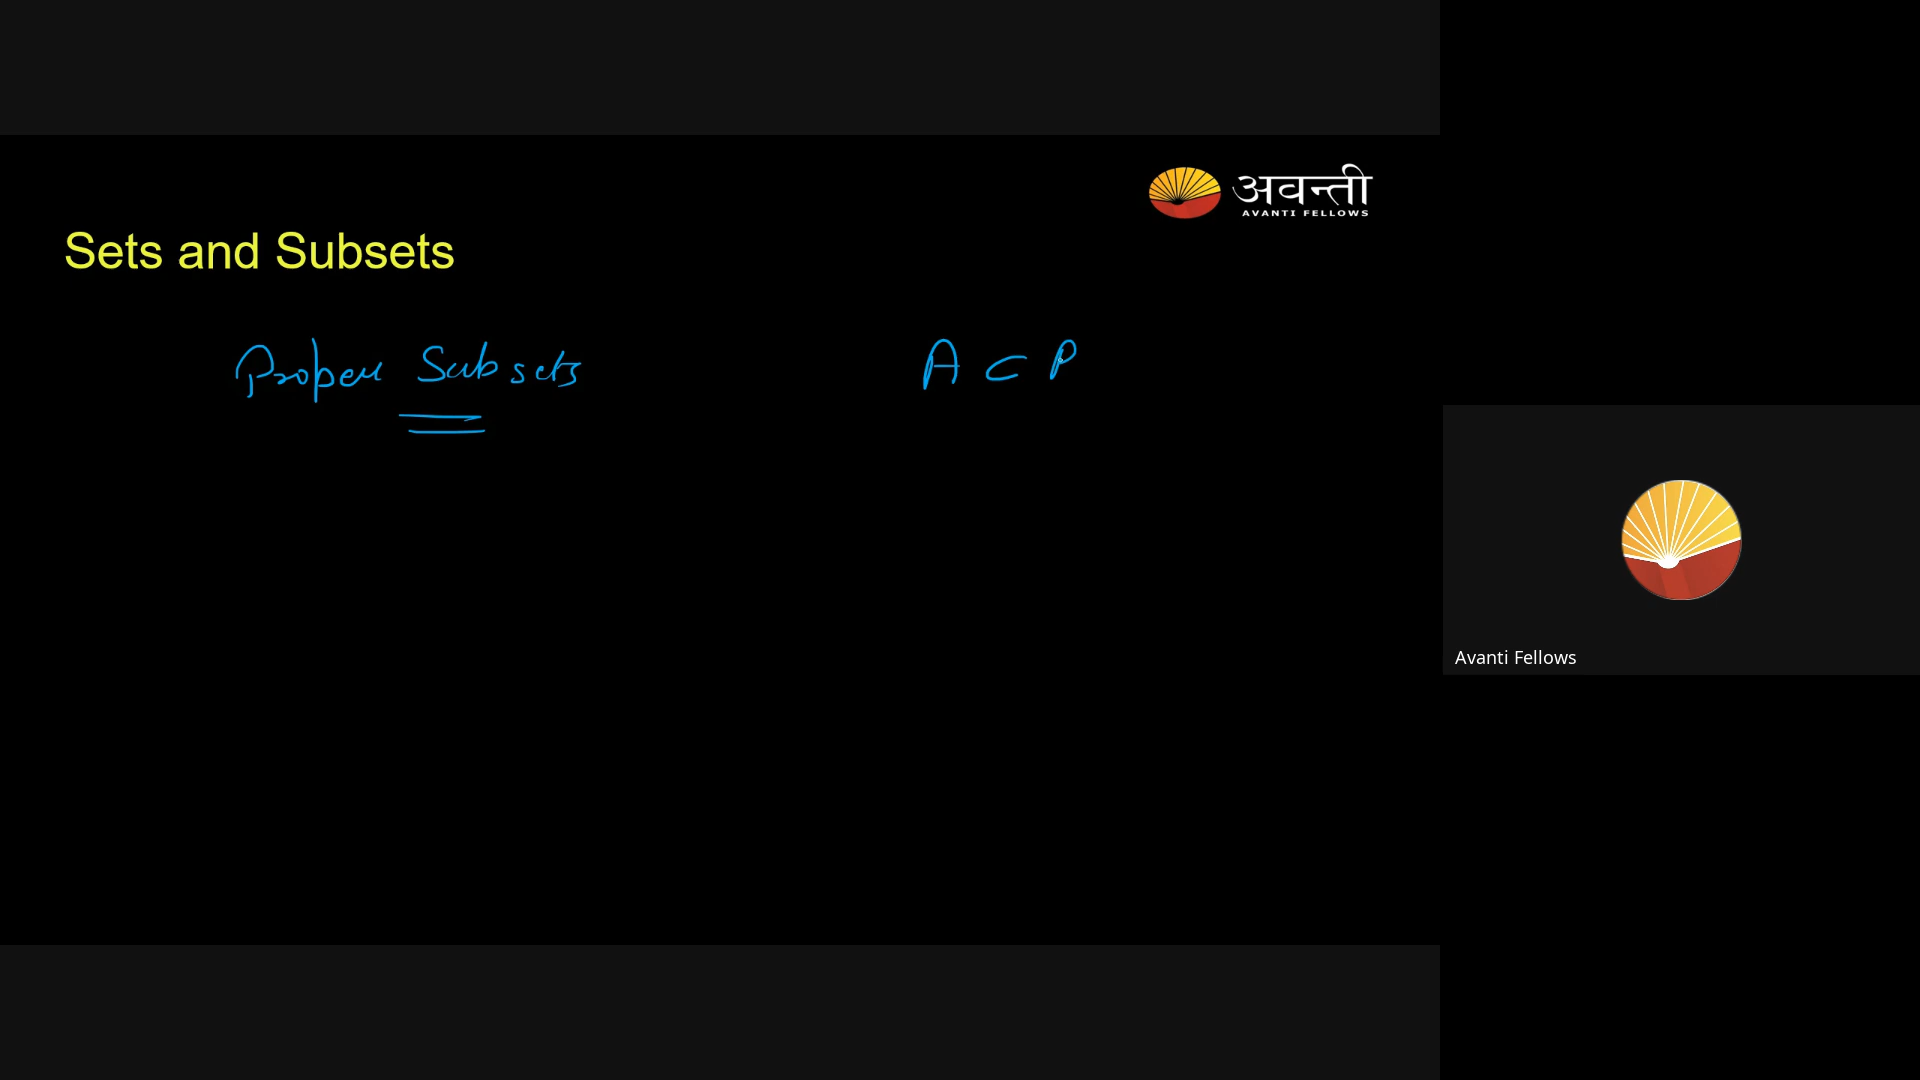 अवन्ती
AVANTI FELLOWS
Sets and Subsets
Proper Subsets
A ⊂ P
Avanti Fellows